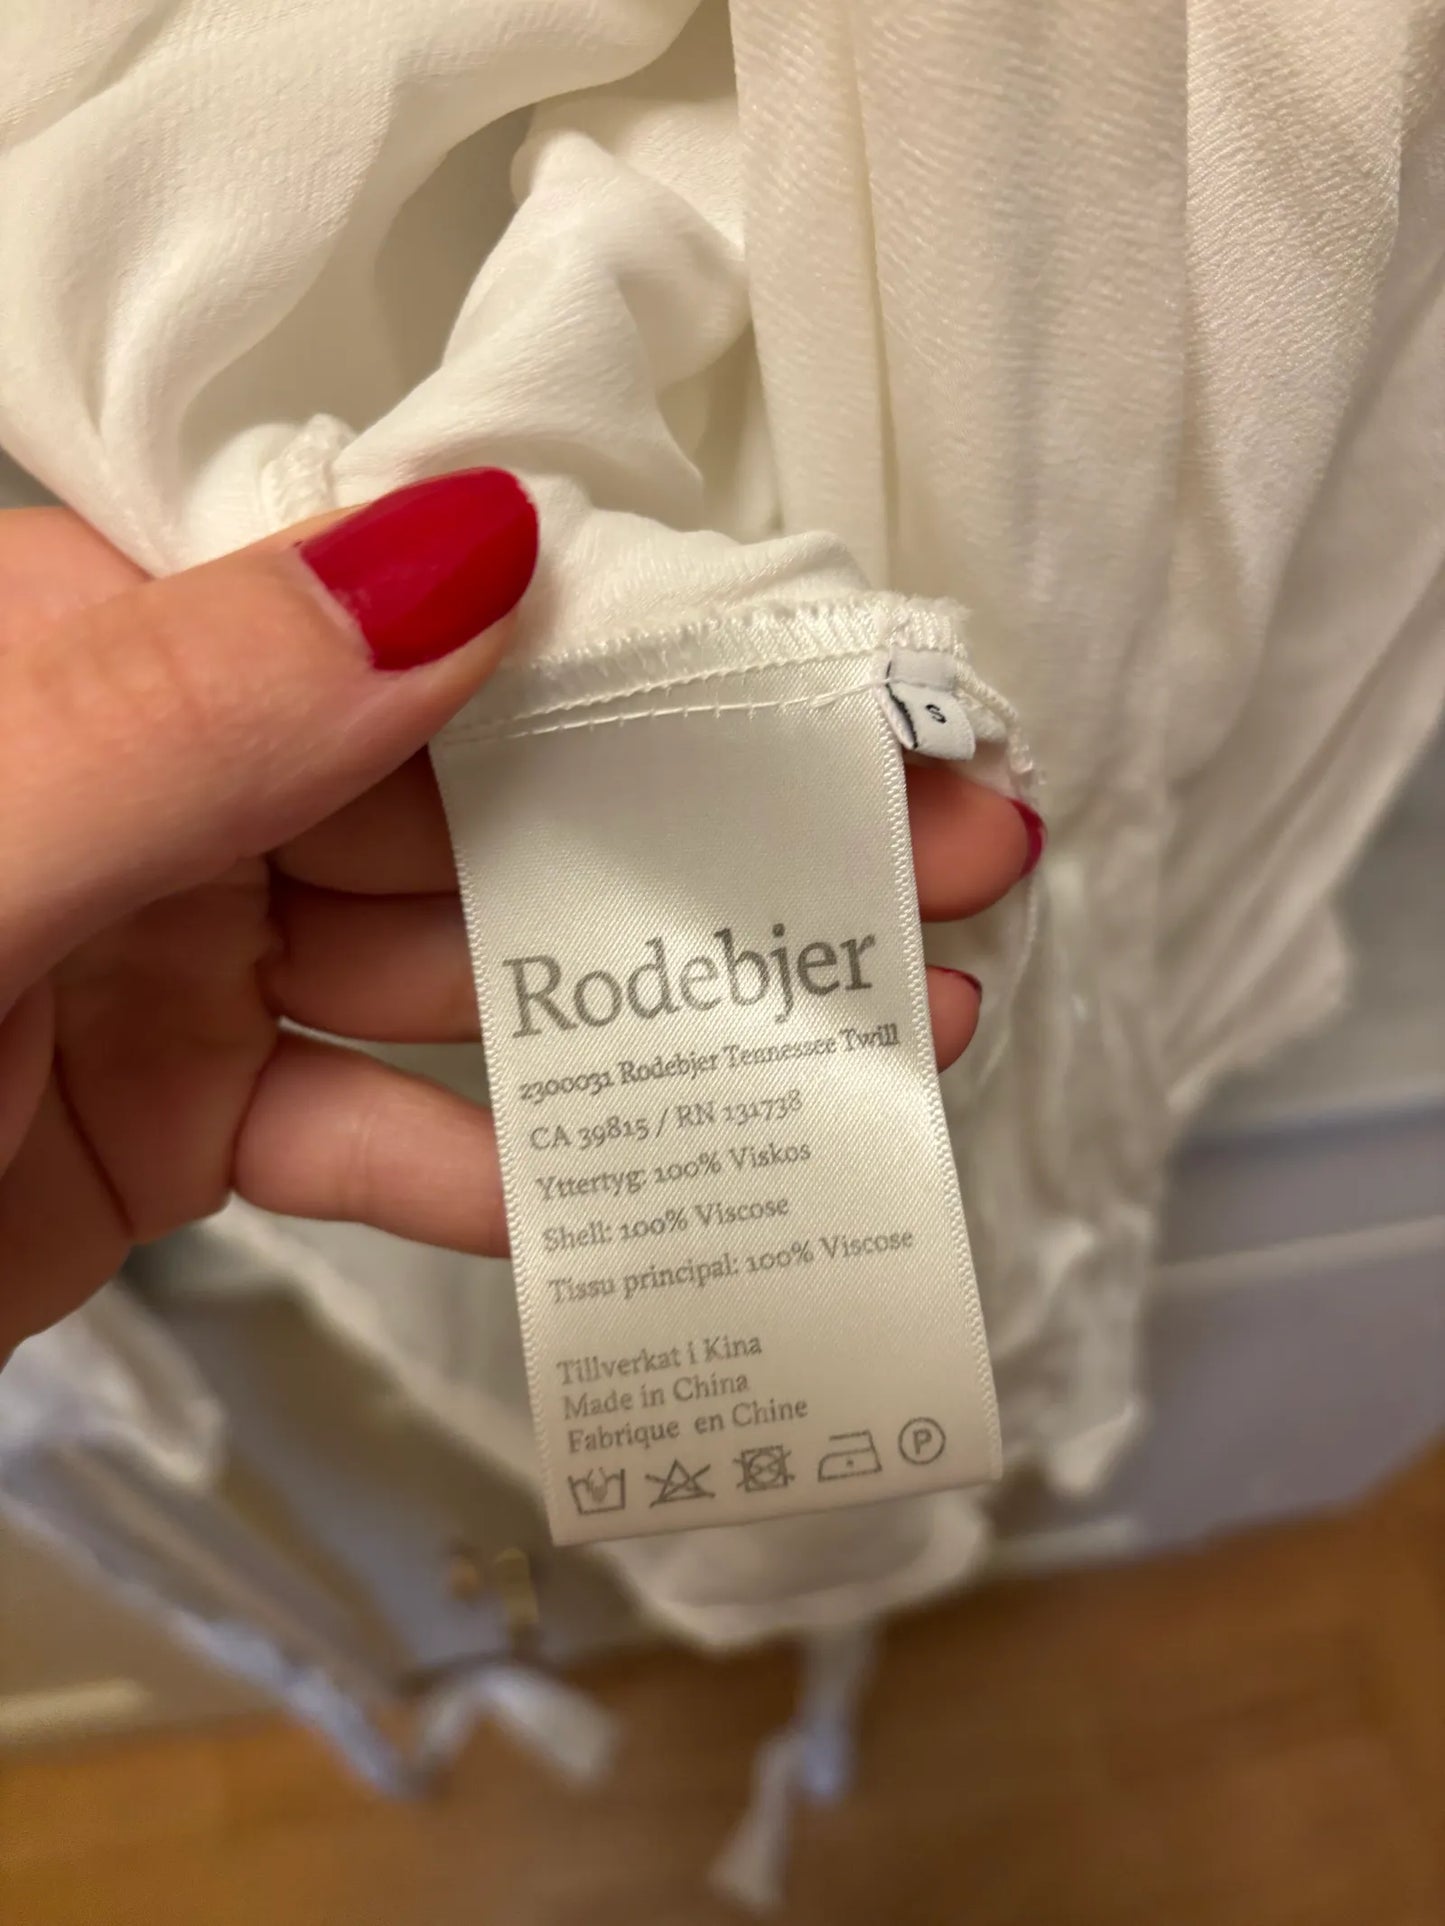 S
Rodebjer
2300031 Rodebjer Tennessee Twill
CA 39815 / RN 131738
Yttertyg: 100% Viskos
Shell: 100% Viscose
Tissu principal: 100% Viscose
Tillverkat i Kina
Made in China
Fabrique en Chine
P